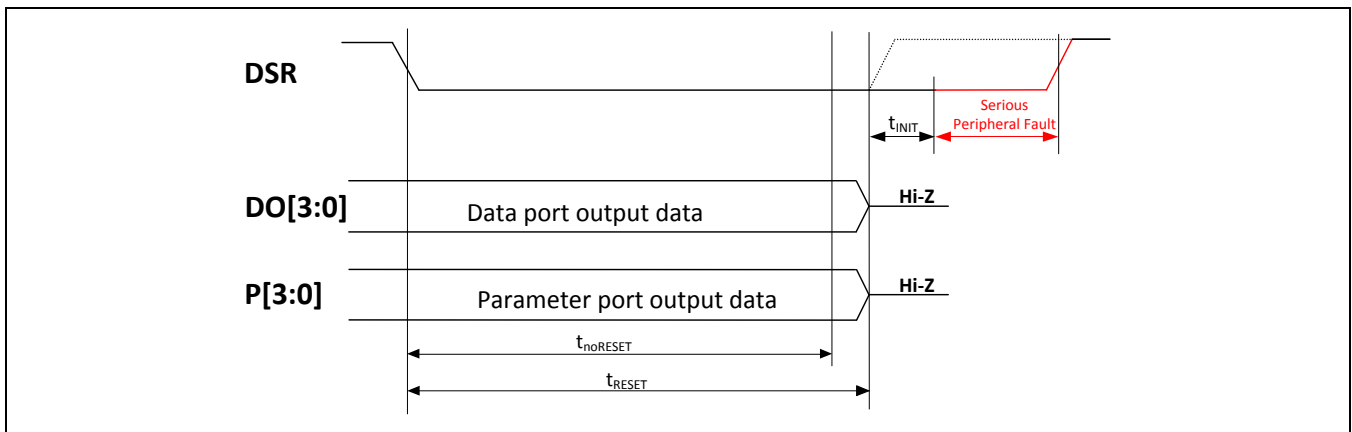 DSR
Serious
Peripheral Fault
tINIT
DO[3:0]
Data port output data
Hi-Z
P[3:0]
Parameter port output data
Hi-Z
tnoRESET
tRESET